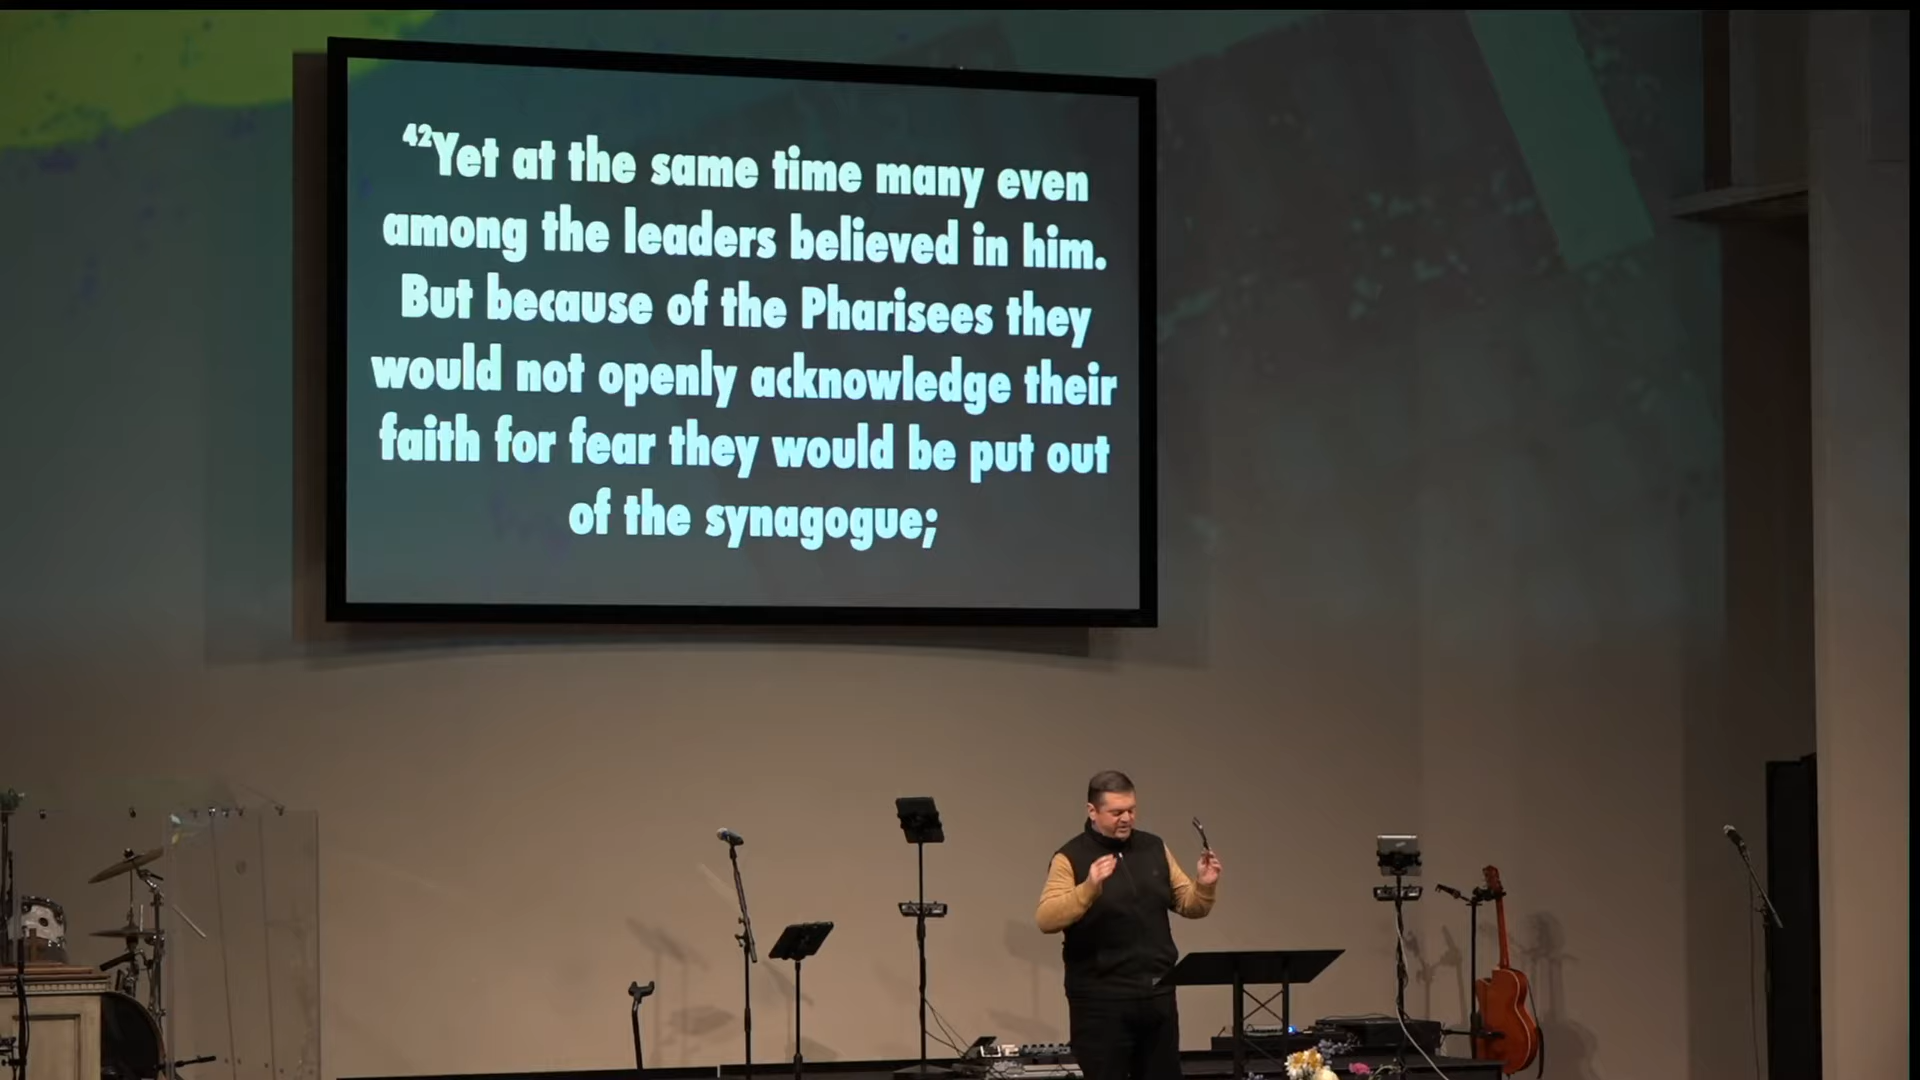 42Yet at the same time many even
among the leaders believed in him.
But because of the Pharisees they
would not openly acknowledge their
faith for fear they would be put out
of the synagogue;